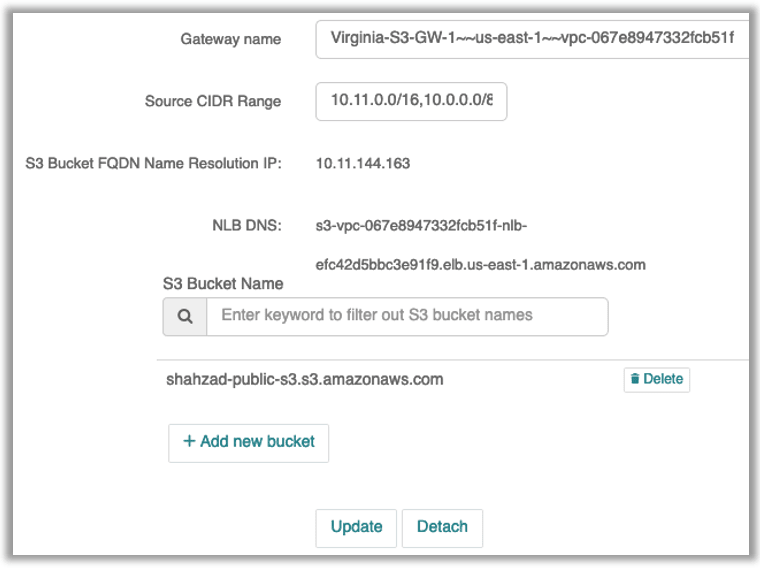 Gateway name Virginia-S3-GW-1~~us-east-1~~vpc-067e8947332fcb51f
Source CIDR Range 10.11.0.0/16,10.0.0.0/8
S3 Bucket FQDN Name Resolution IP: 10.11.144.163
NLB DNS: s3-vpc-067e8947332fcb51f-nlb-
efc42d5bbc3e91f9.elb.us-east-1.amazonaws.com
S3 Bucket Name
Enter keyword to filter out S3 bucket names
shahzad-public-s3.s3.amazonaws.com Delete
+ Add new bucket
Update Detach